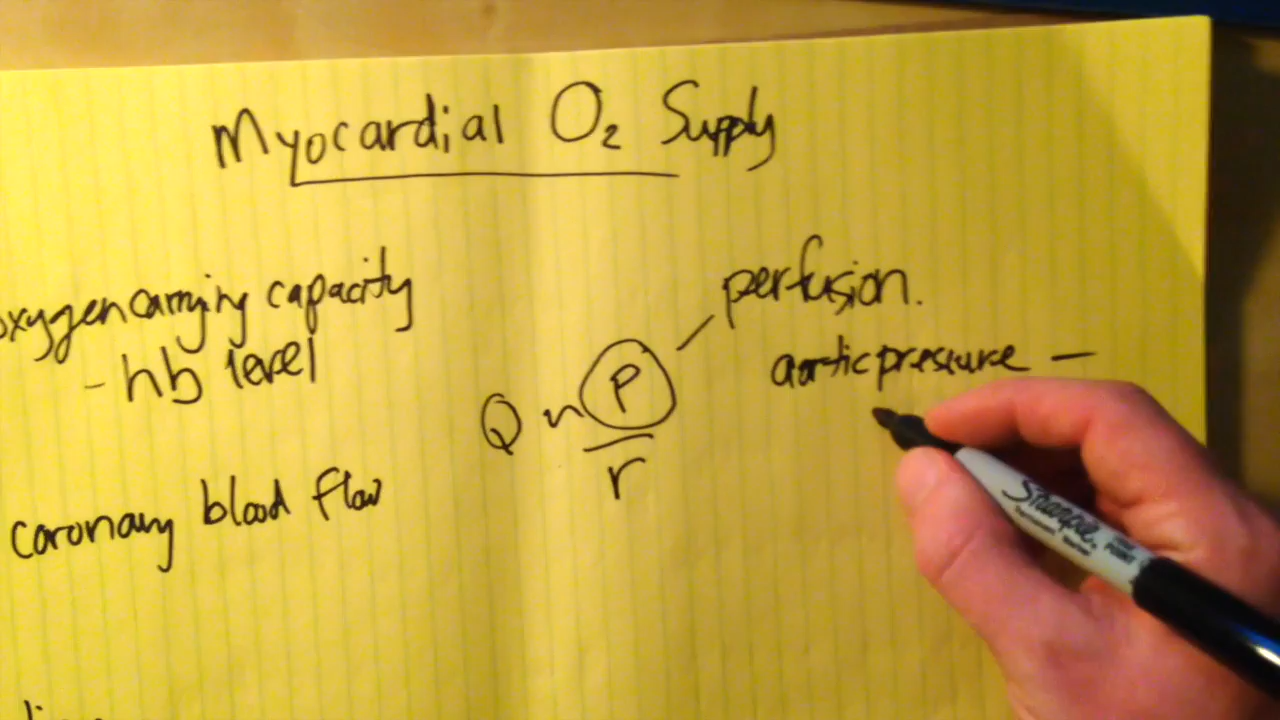 Myocardial O₂ Supply
oxygen carrying capacity
- hb level
perfusion.
aortic pressure —
Q ∝ P
r
coronary blood flow
Sharpie